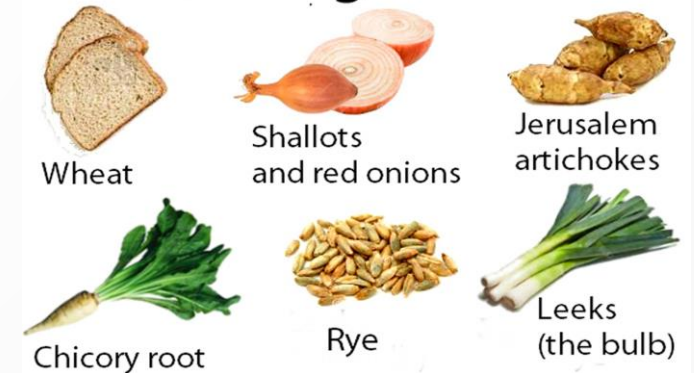 Wheat
Shallots
and red onions
Jerusalem
artichokes
Chicory root
Rye
Leeks
(the bulb)